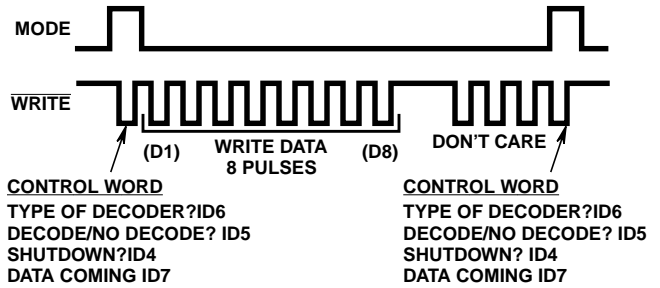 MODE
WRITE
(D1) WRITE DATA (D8) DON'T CARE
8 PULSES
CONTROL WORD
TYPE OF DECODER?ID6
DECODE/NO DECODE? ID5
SHUTDOWN?ID4
DATA COMING ID7
CONTROL WORD
TYPE OF DECODER?ID6
DECODE/NO DECODE? ID5
SHUTDOWN? ID4
DATA COMING ID7